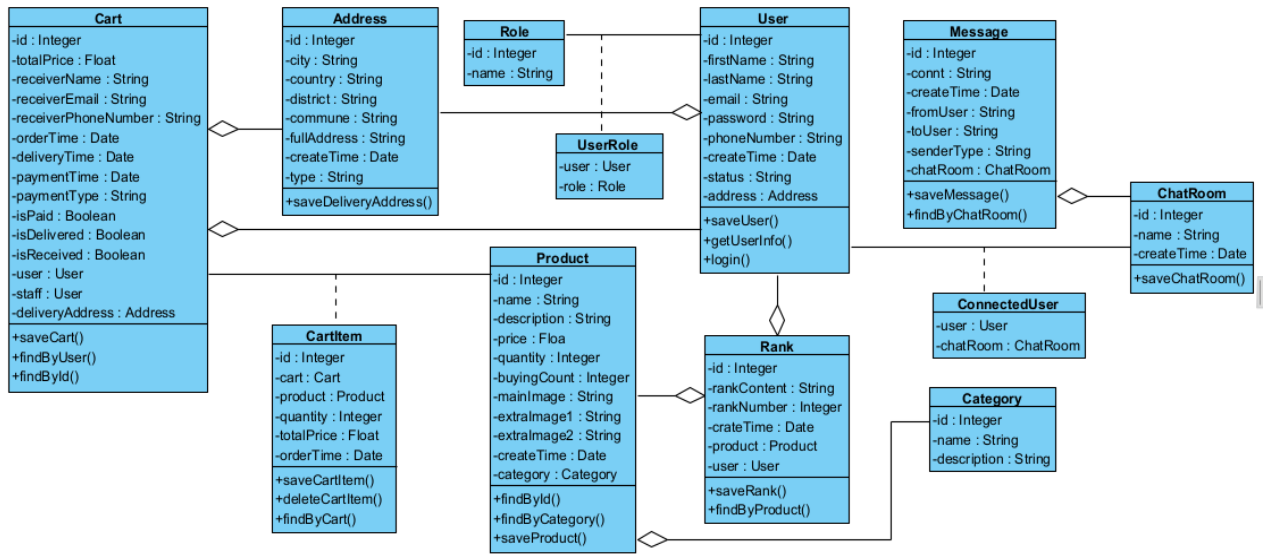 Cart
-id : Integer
-totalPrice : Float
-receiverName : String
-receiverEmail : String
-receiverPhoneNumber : String
-orderTime : Date
-deliveryTime : Date
-paymentTime : Date
-paymentType : String
-isPaid : Boolean
-isDelivered : Boolean
-isReceived : Boolean
-user : User
-staff : User
-deliveryAddress : Address
+saveCart()
+findByUser()
+findById()
Address
-id : Integer
-city : String
-country : String
-district : String
-commune : String
-fullAddress : String
-createTime : Date
-type : String
+saveDeliveryAddress()
Role
-id : Integer
-name : String
UserRole
-user : User
-role : Role
User
-id : Integer
-firstName : String
-lastName : String
-email : String
-password : String
-phoneNumber : String
-createTime : Date
-status : String
-address : Address
+saveUser()
+getUserInfo()
+login()
Message
-id : Integer
-connt : String
-createTime : Date
-fromUser : String
-toUser : String
-senderType : String
-chatRoom : ChatRoom
+saveMessage()
+findByChatRoom()
ChatRoom
-id : Integer
-name : String
-createTime : Date
+saveChatRoom()
ConnectedUser
-user : User
-chatRoom : ChatRoom
CartItem
-id : Integer
-cart : Cart
-product : Product
-quantity : Integer
-totalPrice : Float
-orderTime : Date
+saveCartItem()
+deleteCartItem()
+findByCart()
Product
-id : Integer
-name : String
-description : String
-price : Floa
-quantity : Integer
-buyingCount : Integer
-mainImage : String
-extraImage1 : String
-extraImage2 : String
-createTime : Date
-category : Category
+findById()
+findByCategory()
+saveProduct()
Rank
-id : Integer
-rankContent : String
-rankNumber : Integer
-crateTime : Date
-product : Product
-user : User
+saveRank()
+findByProduct()
Category
-id : Integer
-name : String
-description : String